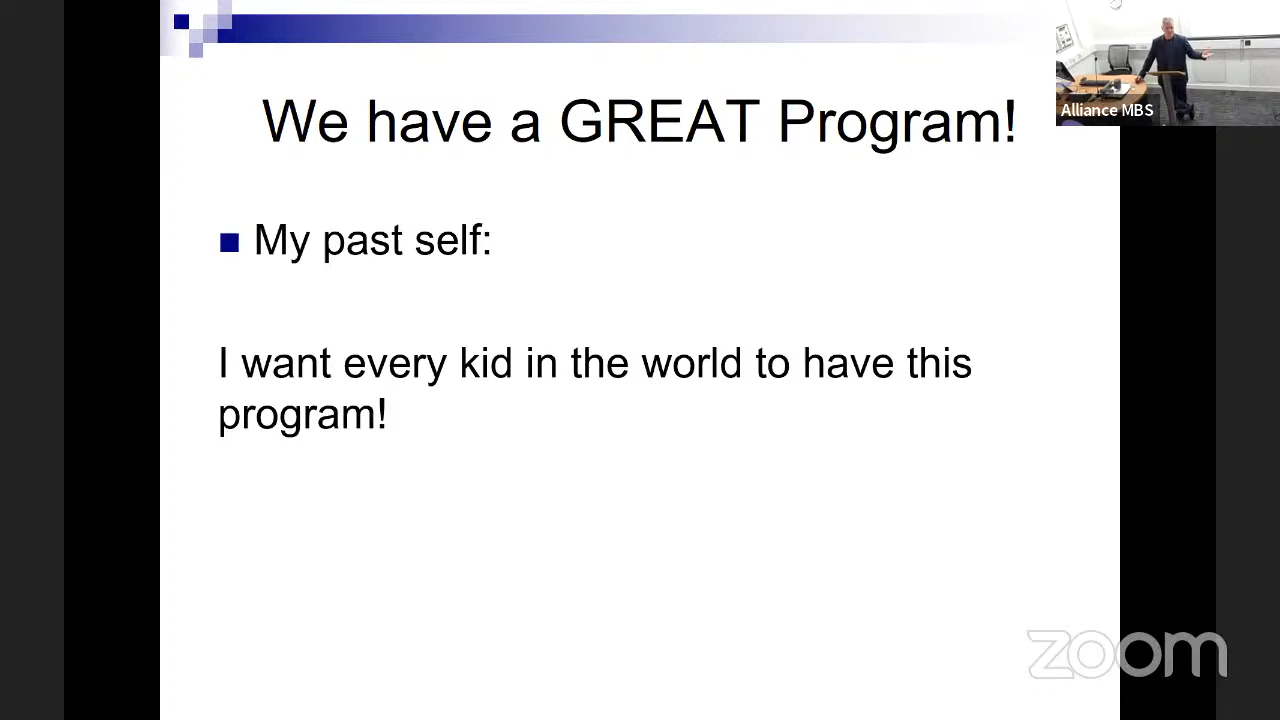 We have a GREAT Program!
Alliance MBS
My past self:
I want every kid in the world to have this
program!
zoom